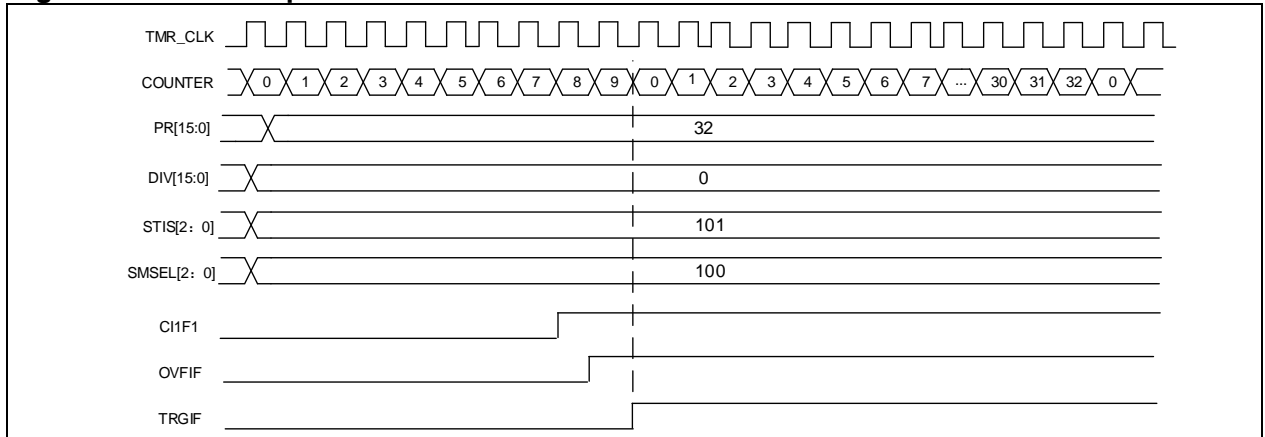 TMR_CLK
COUNTER 0 1 2 3 4 5 6 7 8 9 0 1 2 3 4 5 6 7 ... 30 31 32 0
PR[15:0] 32
DIV[15:0] 0
STIS[2：0] 101
SMSEL[2：0] 100
CI1F1
OVFIF
TRGIF